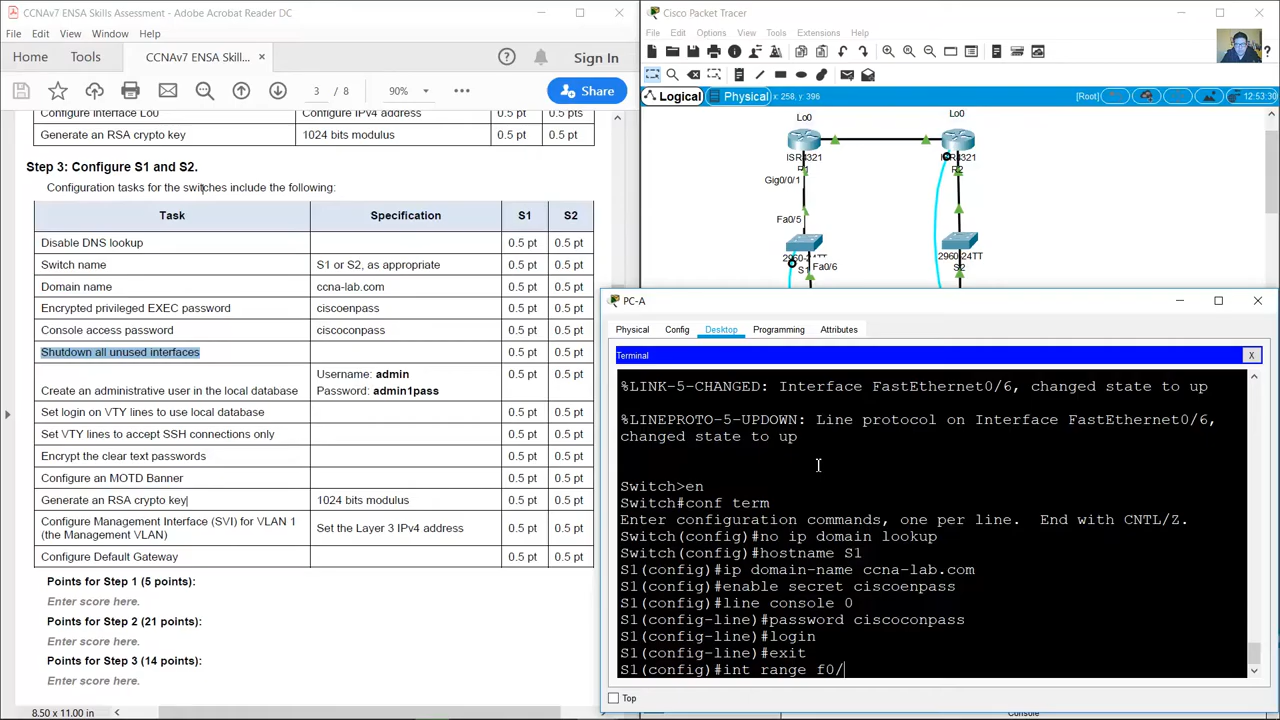 CCNAv7 ENSA Skills Assessment - Adobe Acrobat Reader DC
File Edit View Window Help
Home Tools CCNAv7 ENSA Skill... × ? Sign In
3 / 8 90% Share
Configure Interface Lo0 Configure IPv4 address 0.5 pt 0.5 pts
Generate an RSA crypto key 1024 bits modulus 0.5 pt 0.5 pt
Step 3: Configure S1 and S2.
Configuration tasks for the switches include the following:
Task Specification S1 S2
Disable DNS lookup 0.5 pt 0.5 pt
Switch name S1 or S2, as appropriate 0.5 pt 0.5 pt
Domain name ccna-lab.com 0.5 pt 0.5 pt
Encrypted privileged EXEC password ciscoenpass 0.5 pt 0.5 pt
Console access password ciscoconpass 0.5 pt 0.5 pt
Shutdown all unused interfaces 0.5 pt 0.5 pt
Create an administrative user in the local database Username: admin 0.5 pt 0.5 pt
Password: admin1pass
Set login on VTY lines to use local database 0.5 pt 0.5 pt
Set VTY lines to accept SSH connections only 0.5 pt 0.5 pt
Encrypt the clear text passwords 0.5 pt 0.5 pt
Configure an MOTD Banner 0.5 pt 0.5 pt
Generate an RSA crypto key 1024 bits modulus 0.5 pt 0.5 pt
Configure Management Interface (SVI) for VLAN 1
(the Management VLAN) Set the Layer 3 IPv4 address 0.5 pt 0.5 pt
Configure Default Gateway 0.5 pt 0.5 pt
Points for Step 1 (5 points):
Enter score here.
Points for Step 2 (21 points):
Enter score here.
Points for Step 3 (14 points):
Enter score here.
8.50 x 11.00 in
Cisco Packet Tracer
File Edit Options View Tools Extensions Help
Logical Physical x: 258, y: 396 [Root] 12:53:30
Lo0 Lo0
ISR4321 ISR4321
R1 R2
Gig0/0/1
Fa0/5
2960-24TT 2960-24TT
S1 Fa0/6 S2
PC-A
Physical Config Desktop Programming Attributes
Terminal X
%LINK-5-CHANGED: Interface FastEthernet0/6, changed state to up
%LINEPROTO-5-UPDOWN: Line protocol on Interface FastEthernet0/6,
changed state to up
Switch>en
Switch#conf term
Enter configuration commands, one per line.  End with CNTL/Z.
Switch(config)#no ip domain lookup
Switch(config)#hostname S1
S1(config)#ip domain-name ccna-lab.com
S1(config)#enable secret ciscoenpass
S1(config)#line console 0
S1(config-line)#password ciscoconpass
S1(config-line)#login
S1(config-line)#exit
S1(config)#int range f0/
Top